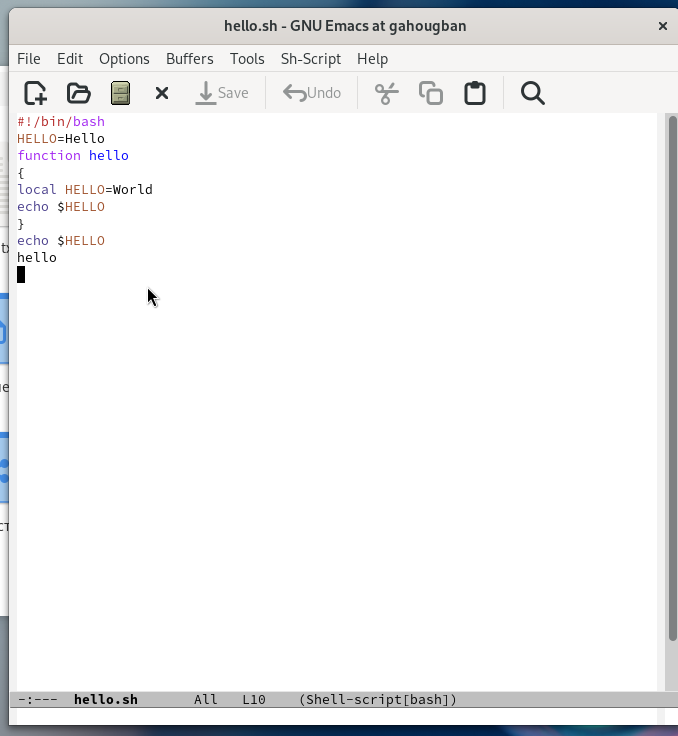 hello.sh - GNU Emacs at gahougban
File Edit Options Buffers Tools Sh-Script Help
Save Undo
#!/bin/bash
HELLO=Hello
function hello
{
local HELLO=World
echo $HELLO
}
echo $HELLO
hello
-:--- hello.sh All L10 (Shell-script[bash])